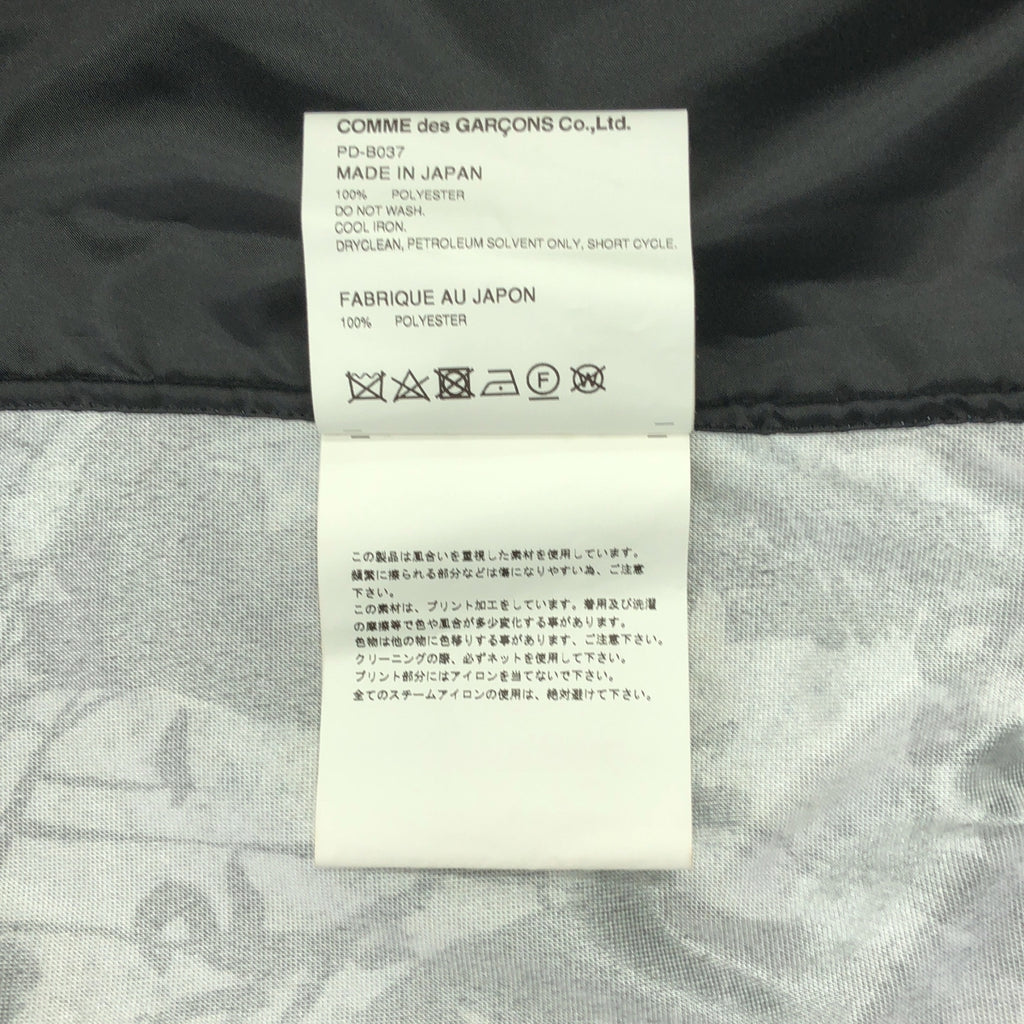 COMME des GARÇONS Co.,Ltd.
PD-B037
MADE IN JAPAN
100% POLYESTER
DO NOT WASH.
COOL IRON.
DRYCLEAN, PETROLEUM SOLVENT ONLY, SHORT CYCLE.
FABRIQUE AU JAPON
100% POLYESTER
F W
この製品は風合いを重視した素材を使用しています。
頻繁に擦られる部分などは傷になりやすい為、ご注意
下さい。
この素材は、プリント加工をしています。着用及び洗濯
の摩擦等で色や風合が多少変化する事があります。
色物は他の物に色移りする事があります、ご注意下さい。
クリーニングの際、必ずネットを使用して下さい。
プリント部分にはアイロンを当てないで下さい。
全てのスチームアイロンの使用は、絶対避けて下さい。